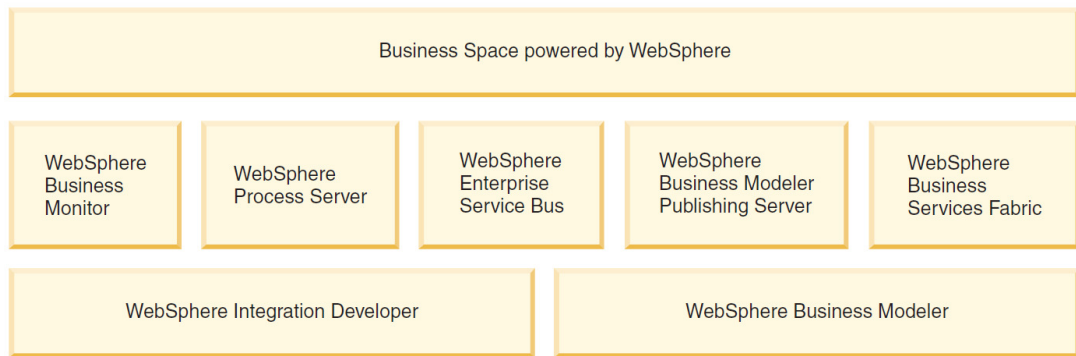 Business Space powered by WebSphere
WebSphere
Business
Monitor
WebSphere
Process Server
WebSphere
Enterprise
Service Bus
WebSphere
Business Modeler
Publishing Server
WebSphere
Business
Services Fabric
WebSphere Integration Developer
WebSphere Business Modeler